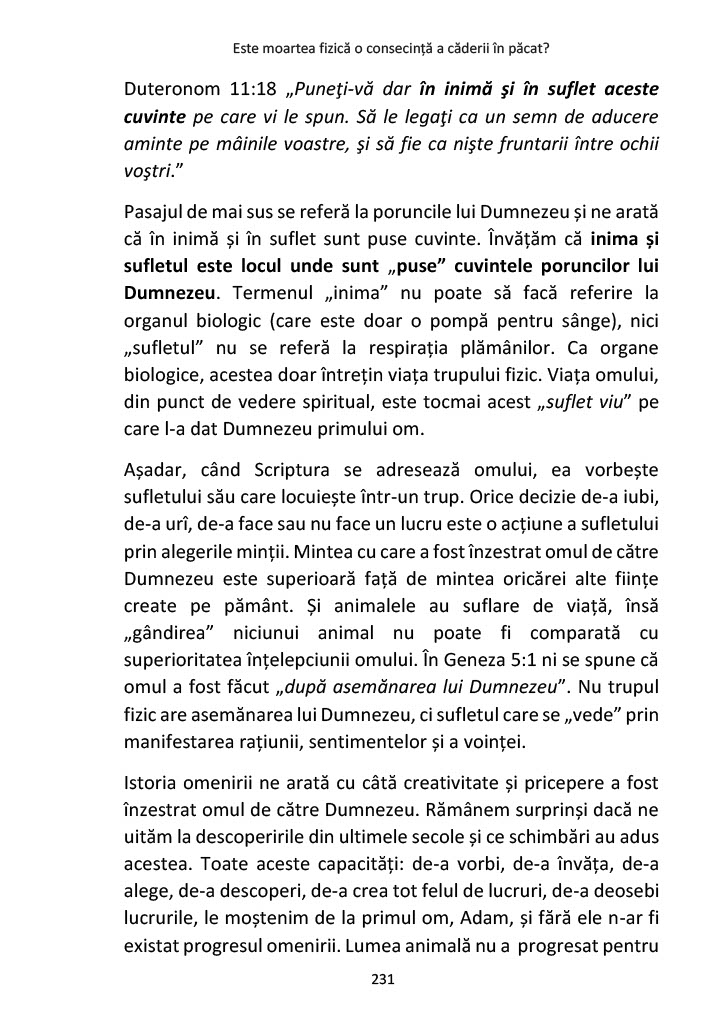 Este moartea fizică o consecință a căderii în păcat?
Duteronom 11:18 „Puneţi-vă dar în inimă şi în suflet aceste
cuvinte pe care vi le spun. Să le legaţi ca un semn de aducere
aminte pe mâinile voastre, şi să fie ca nişte fruntarii între ochii
voştri.”
Pasajul de mai sus se referă la poruncile lui Dumnezeu și ne arată
că în inimă și în suflet sunt puse cuvinte. Învățăm că inima și
sufletul este locul unde sunt „puse” cuvintele poruncilor lui
Dumnezeu. Termenul „inima” nu poate să facă referire la
organul biologic (care este doar o pompă pentru sânge), nici
„sufletul” nu se referă la respirația plămânilor. Ca organe
biologice, acestea doar întrețin viața trupului fizic. Viața omului,
din punct de vedere spiritual, este tocmai acest „suflet viu” pe
care l-a dat Dumnezeu primului om.
Așadar, când Scriptura se adresează omului, ea vorbește
sufletului său care locuiește într-un trup. Orice decizie de-a iubi,
de-a urî, de-a face sau nu face un lucru este o acțiune a sufletului
prin alegerile minții. Mintea cu care a fost înzestrat omul de către
Dumnezeu este superioară față de mintea oricărei alte ființe
create pe pământ. Și animalele au suflare de viață, însă
„gândirea” niciunui animal nu poate fi comparată cu
superioritatea înțelepciunii omului. În Geneza 5:1 ni se spune că
omul a fost făcut „după asemănarea lui Dumnezeu”. Nu trupul
fizic are asemănarea lui Dumnezeu, ci sufletul care se „vede” prin
manifestarea rațiunii, sentimentelor și a voinței.
Istoria omenirii ne arată cu câtă creativitate și pricepere a fost
înzestrat omul de către Dumnezeu. Rămânem surprinși dacă ne
uităm la descoperirile din ultimele secole și ce schimbări au adus
acestea. Toate aceste capacități: de-a vorbi, de-a învăța, de-a
alege, de-a descoperi, de-a crea tot felul de lucruri, de-a deosebi
lucrurile, le moștenim de la primul om, Adam, și fără ele n-ar fi
existat progresul omenirii. Lumea animală nu a progresat pentru
231